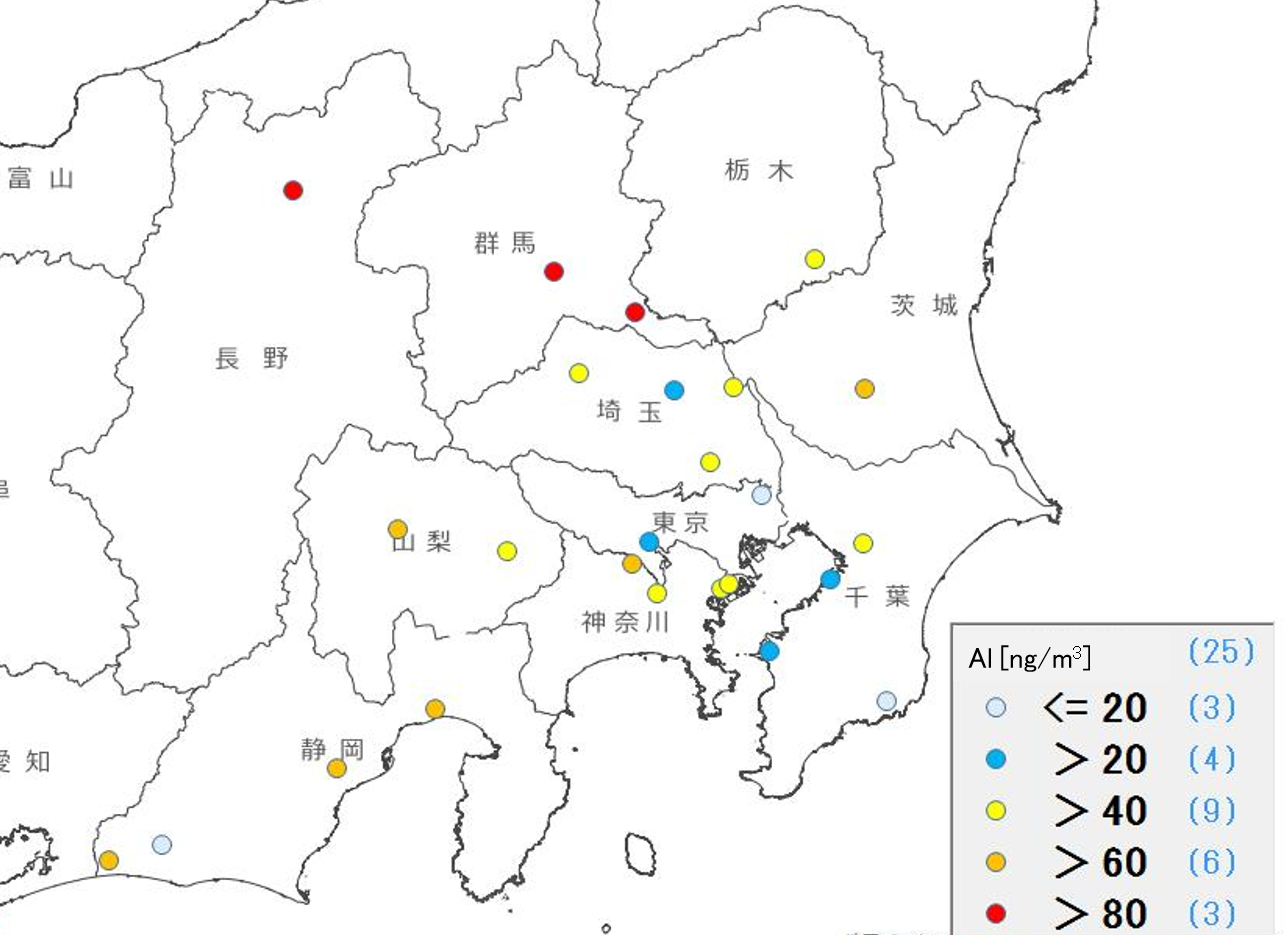 富山
栃木
群馬
茨城
長野
埼玉
東京
山梨
千葉
神奈川
静岡
愛知
Al [ng/m³] (25)
<= 20 (3)
> 20 (4)
> 40 (9)
> 60 (6)
> 80 (3)